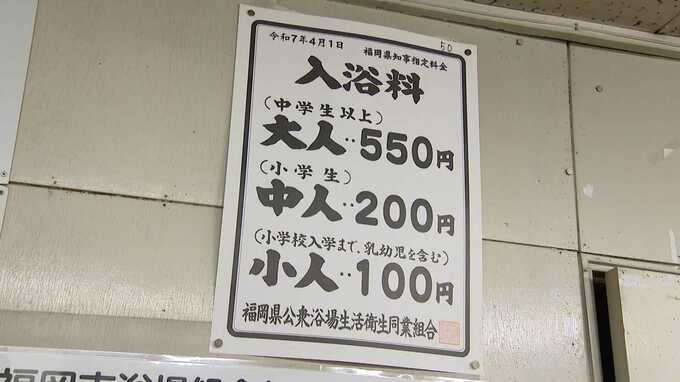 令和7年4月1日
50
福岡県知事指定料金
入浴料
(中学生以上)
大人‥550円
(小学生)
中人‥200円
(小学校入学まで、乳幼児を含む)
小人‥100円
福岡県公衆浴場生活衛生同業組合